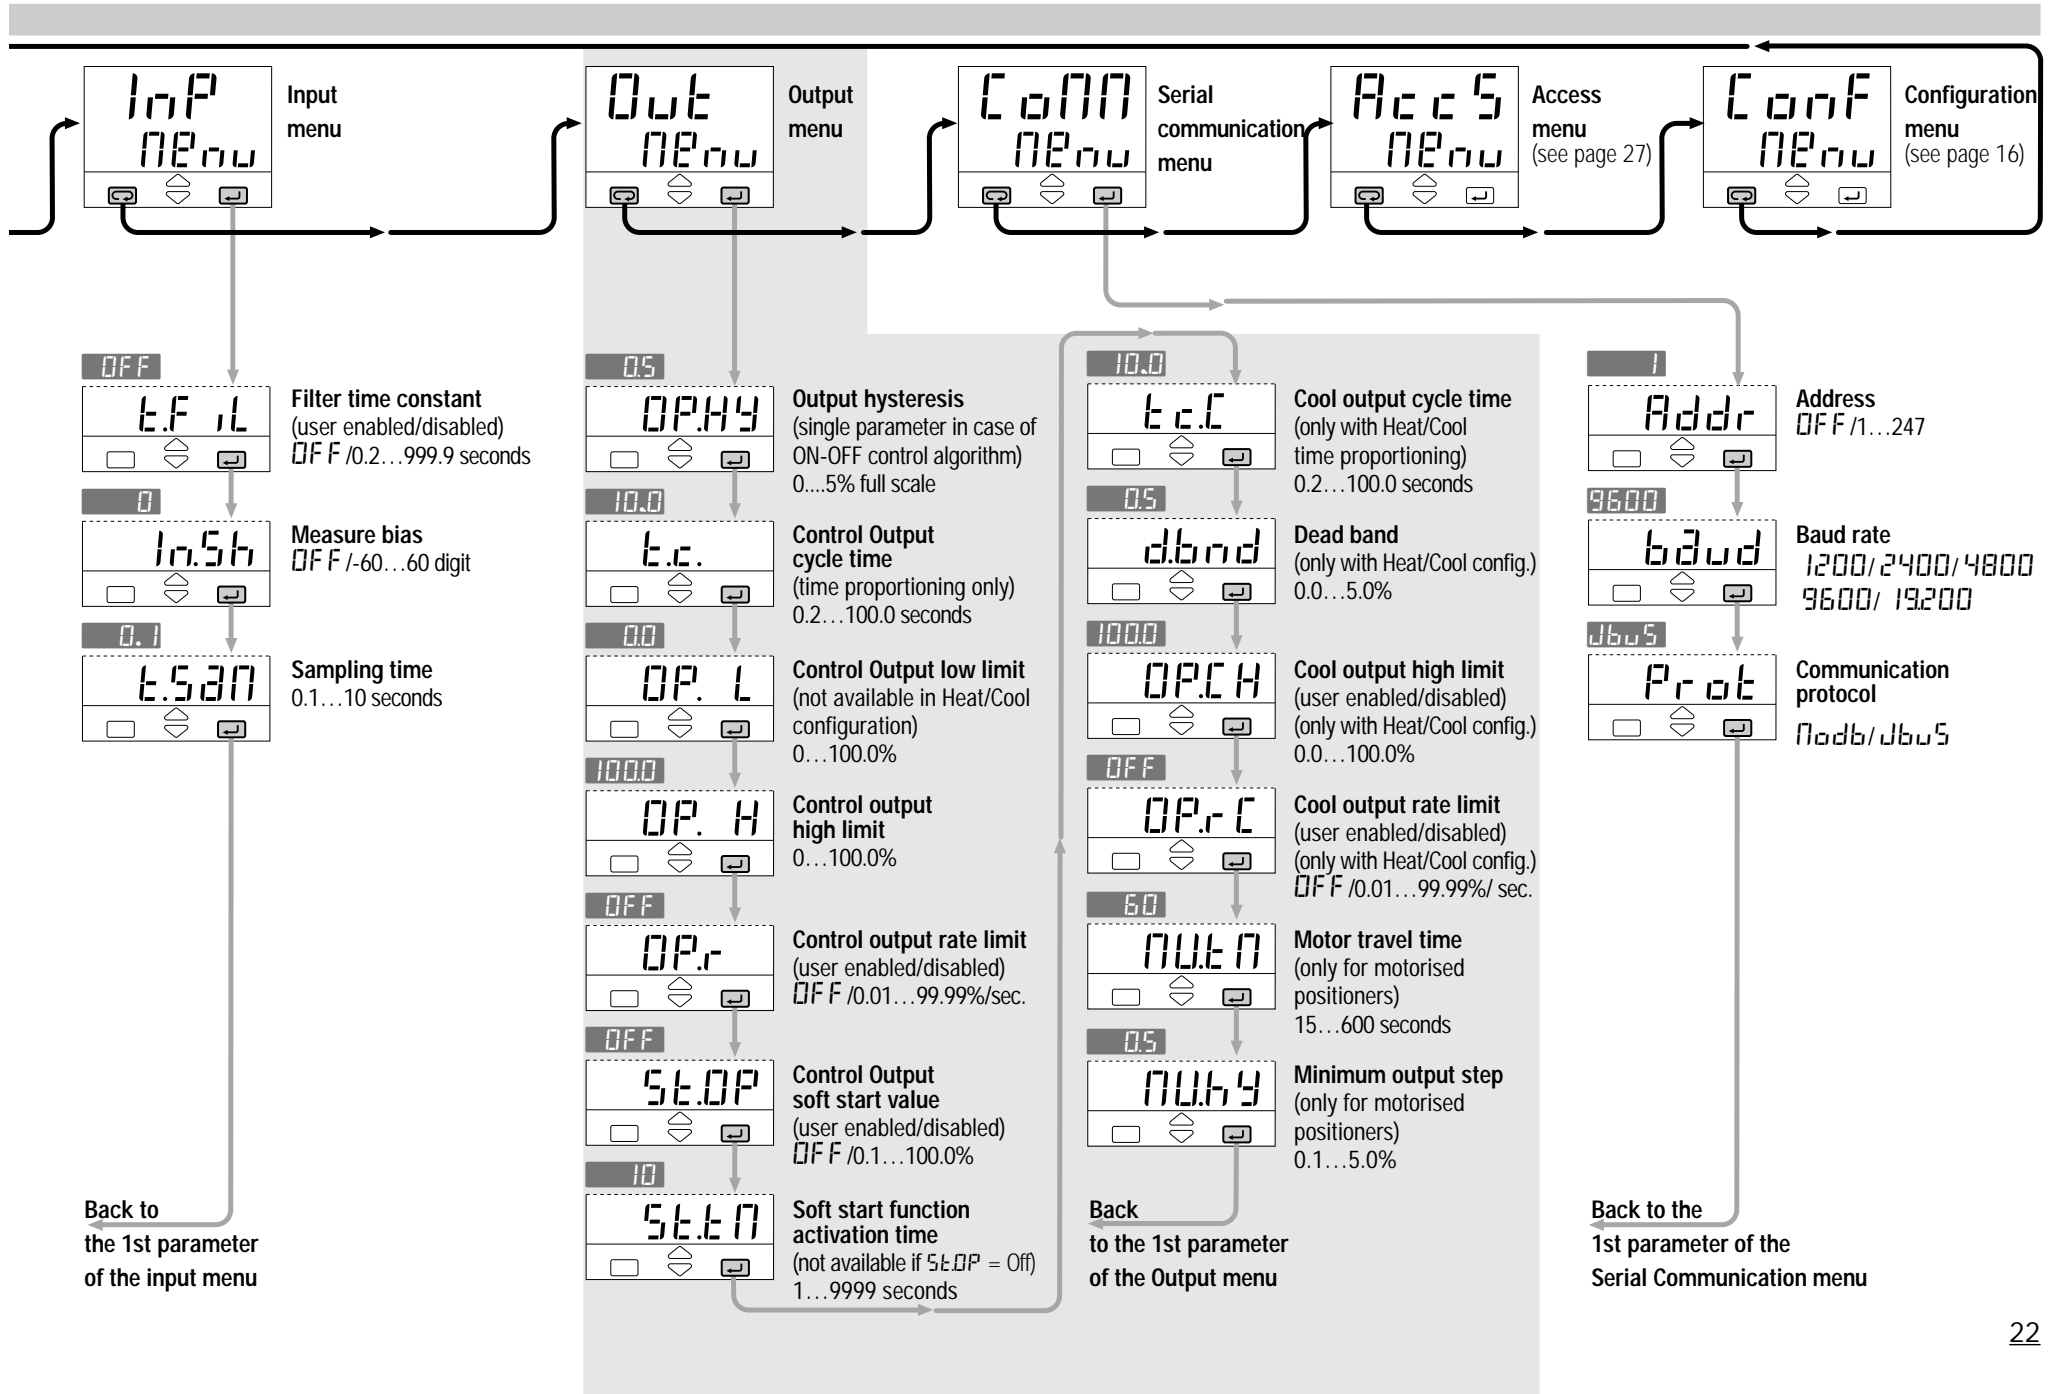 InP
MEnu
Input
menu
Out
MEnu
Output
menu
CoMM
MEnu
Serial
communication
menu
AccS
MEnu
Access
menu
(see page 27)
ConF
MEnu
Configuration
menu
(see page 16)
OFF
t.FiL
Filter time constant
(user enabled/disabled)
OFF/0.2...999.9 seconds
0
In.Sh
Measure bias
OFF/-60...60 digit
0.1
t.SaM
Sampling time
0.1...10 seconds
Back to
the 1st parameter
of the input menu
0.5
OP.HY
Output hysteresis
(single parameter in case of
ON-OFF control algorithm)
0....5% full scale
10.0
t.c.
Control Output
cycle time
(time proportioning only)
0.2...100.0 seconds
0.0
OP. L
Control Output low limit
(not available in Heat/Cool
configuration)
0...100.0%
100.0
OP. H
Control output
high limit
0...100.0%
OFF
OP.r
Control output rate limit
(user enabled/disabled)
OFF/0.01...99.99%/sec.
OFF
St.OP
Control Output
soft start value
(user enabled/disabled)
OFF/0.1...100.0%
10
St.tM
Soft start function
activation time
(not available if St.OP = Off)
1...9999 seconds
10.0
tc.C
Cool output cycle time
(only with Heat/Cool
time proportioning)
0.2...100.0 seconds
0.5
d.bnd
Dead band
(only with Heat/Cool config.)
0.0...5.0%
100.0
OP.CH
Cool output high limit
(user enabled/disabled)
(only with Heat/Cool config.)
0.0...100.0%
OFF
OP.rC
Cool output rate limit
(user enabled/disabled)
(only with Heat/Cool config.)
OFF/0.01...99.99%/ sec.
60
MV.tM
Motor travel time
(only for motorised
positioners)
15...600 seconds
0.5
MV.hY
Minimum output step
(only for motorised
positioners)
0.1...5.0%
Back
to the 1st parameter
of the Output menu
1
Addr
Address
OFF/1...247
9600
baud
Baud rate
1200/2400/4800
9600/19.200
JbuS
Prot
Communication
protocol
Modb/JbuS
Back to the
1st parameter of the
Serial Communication menu
22